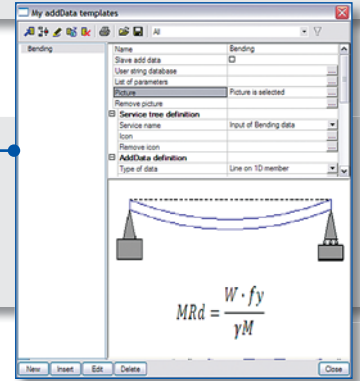 My addData templates
All
Bending
Name Bending
Slave add data
User string database
List of parameters
Picture Picture is selected
Remove picture
Service tree definition
Service name Input of Bending data
Icon
Remove icon
AddData definition
Type of data Line on 1D member
MRd = W · fy / γM
New Insert Edit Delete Close